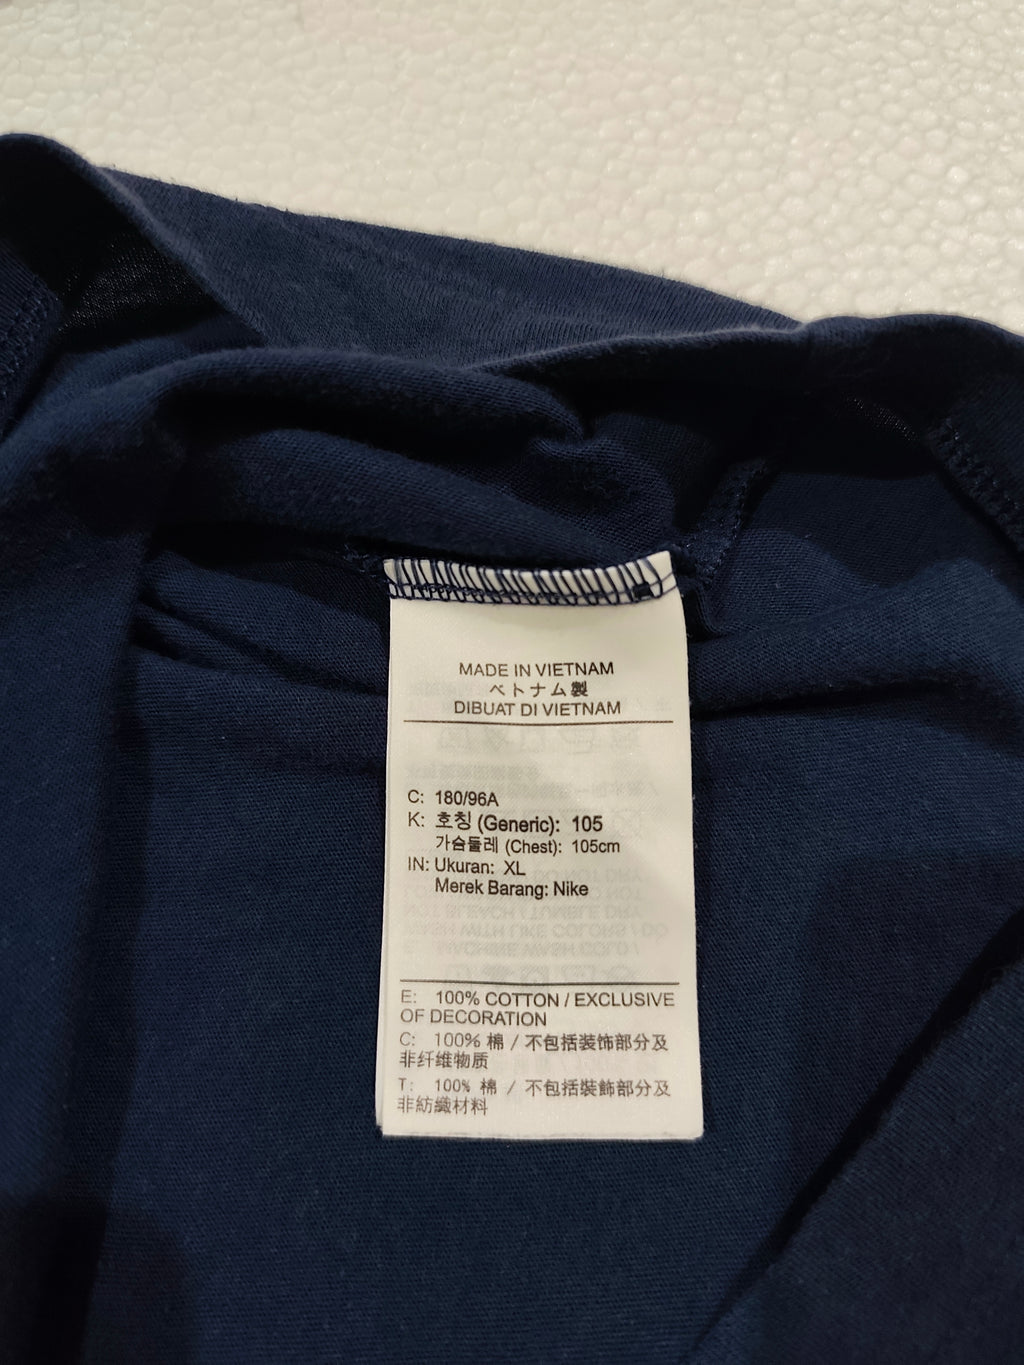 MADE IN VIETNAM
ベトナム製
DIBUAT DI VIETNAM
C: 180/96A
K: 호칭 (Generic): 105
가슴둘레 (Chest): 105cm
IN: Ukuran: XL
Merek Barang: Nike
E: 100% COTTON / EXCLUSIVE
OF DECORATION
C: 100% 棉 / 不包括装饰部分及
非纤维物质
T: 100% 棉 / 不包括裝飾部分及
非紡織材料